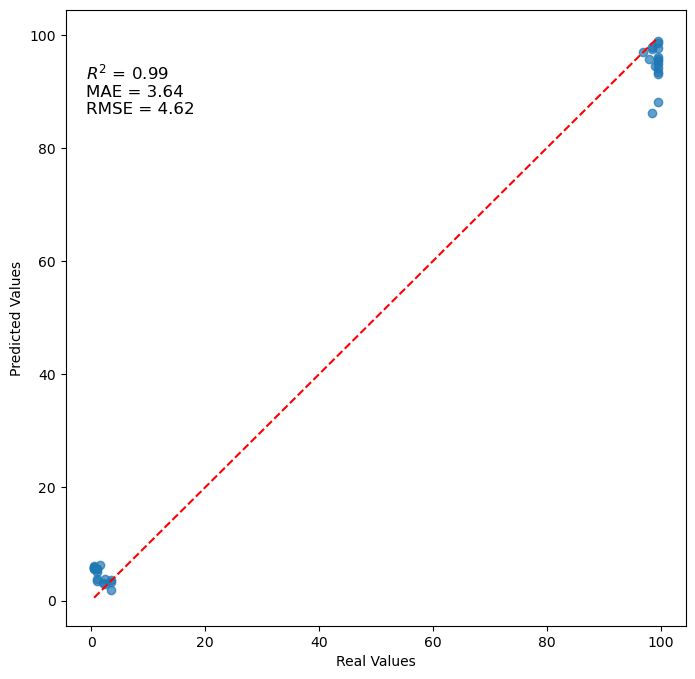 100
R² = 0.99
MAE = 3.64
RMSE = 4.62
80
60
Predicted Values
40
20
0
0 20 40 60 80 100
Real Values